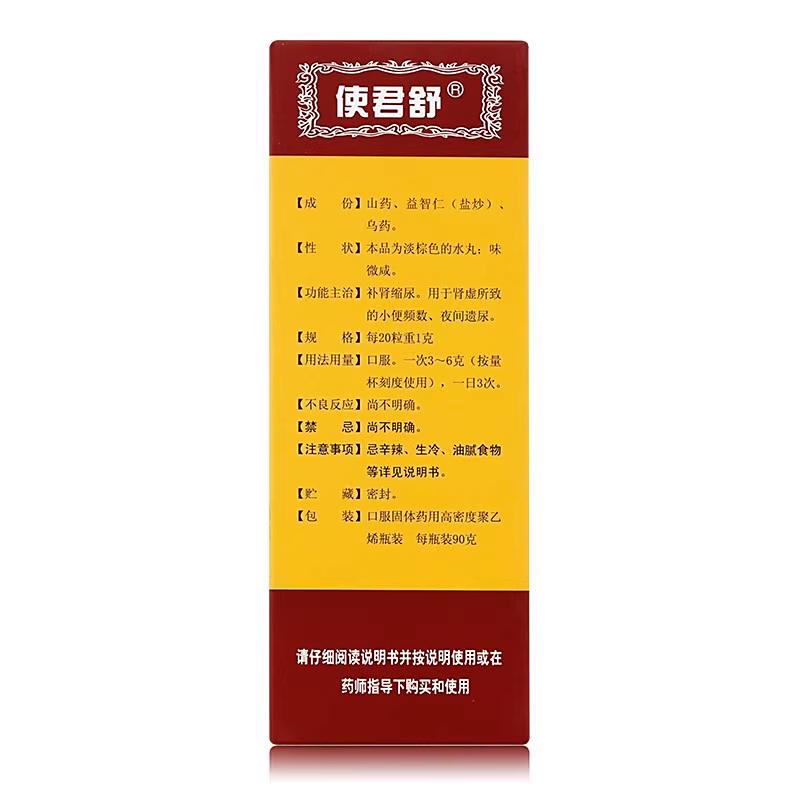 使君舒®
【成　份】山药、益智仁（盐炒）、
乌药。
【性　状】本品为淡棕色的水丸；味
微咸。
【功能主治】补肾缩尿。用于肾虚所致
的小便频数、夜间遗尿。
【规　格】每20粒重1克
【用法用量】口服。一次3～6克（按量
杯刻度使用），一日3次。
【不良反应】尚不明确。
【禁　忌】尚不明确。
【注意事项】忌辛辣、生冷、油腻食物
等详见说明书。
【贮　藏】密封。
【包　装】口服固体药用高密度聚乙
烯瓶装　每瓶装90克
请仔细阅读说明书并按说明使用或在
药师指导下购买和使用